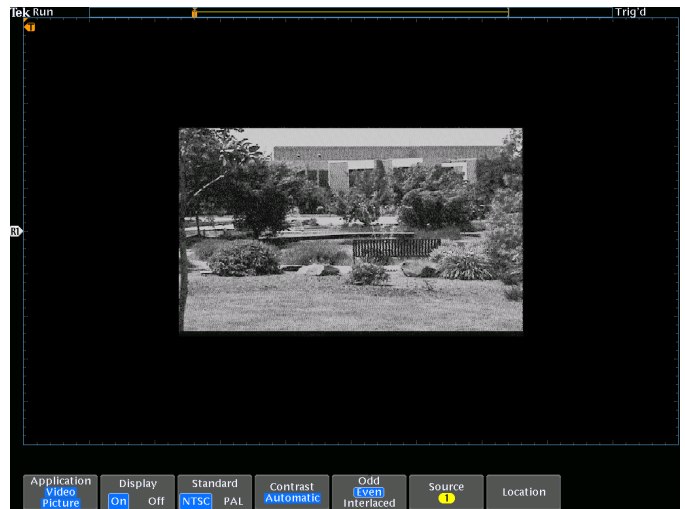 Tek Run Trig'd
T
T
R1
Application
Video
Picture
Display
On Off
Standard
NTSC PAL
Contrast
Automatic
Odd
Even
Interlaced
Source
1
Location